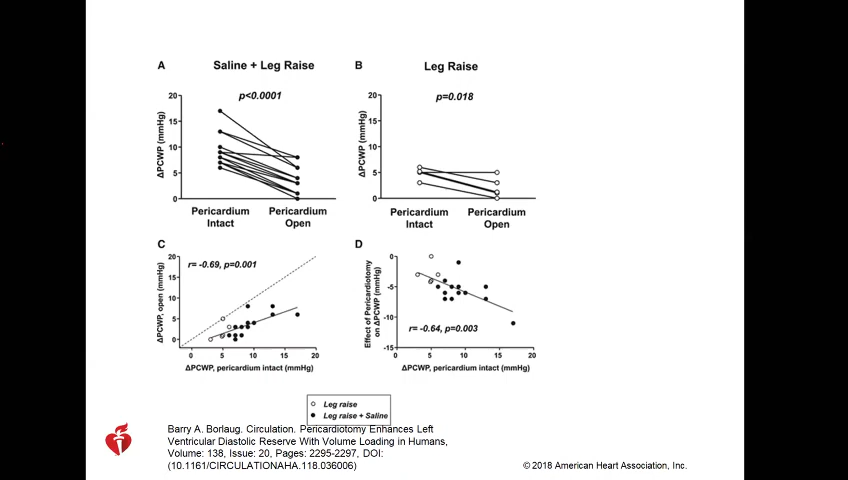 A
Saline + Leg Raise
p<0.0001
ΔPCWP (mmHg)
20
15
10
5
0
Pericardium
Intact
Pericardium
Open
B
Leg Raise
p=0.018
ΔPCWP (mmHg)
20
15
10
5
0
Pericardium
Intact
Pericardium
Open
C
r= -0.69, p=0.001
ΔPCWP, open (mmHg)
20
15
10
5
0
0 5 10 15 20
ΔPCWP, pericardium intact (mmHg)
D
Effect of Pericardiotomy
on ΔPCWP (mmHg)
0
-5
-10
-15
r= -0.64, p=0.003
0 5 10 15 20
ΔPCWP, pericardium intact (mmHg)
Leg raise
Leg raise + Saline
Barry A. Borlaug. Circulation. Pericardiotomy Enhances Left
Ventricular Diastolic Reserve With Volume Loading in Humans,
Volume: 138, Issue: 20, Pages: 2295-2297, DOI:
(10.1161/CIRCULATIONAHA.118.036006)
© 2018 American Heart Association, Inc.